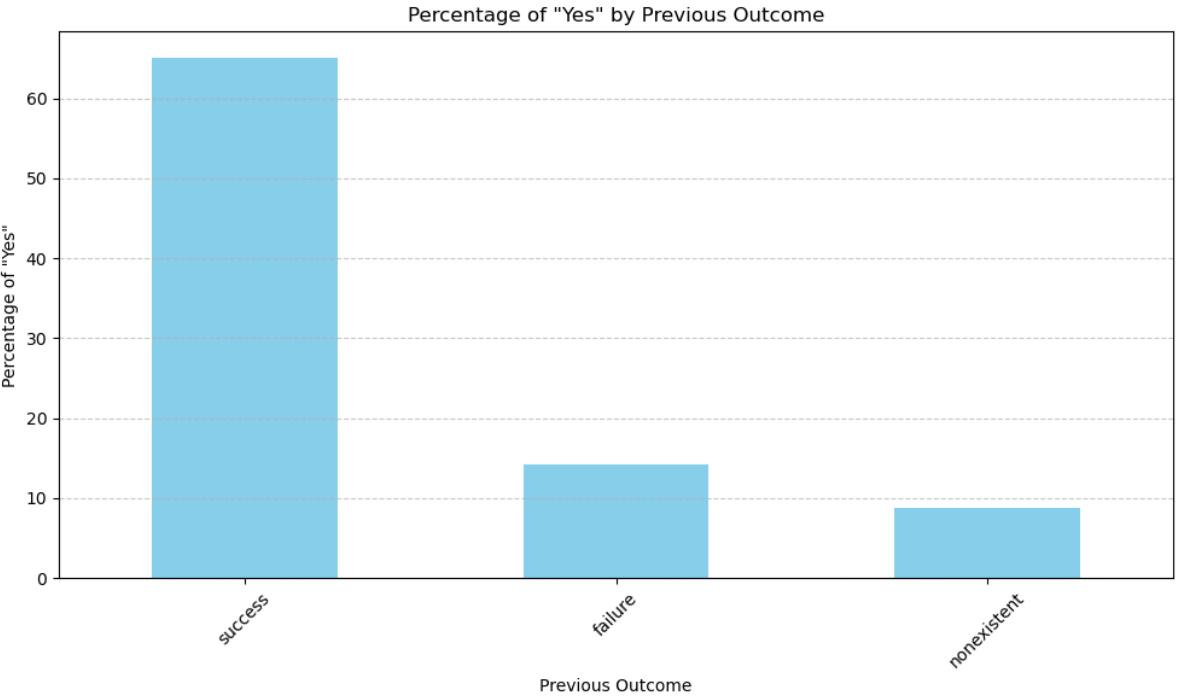 Percentage of "Yes" by Previous Outcome
Percentage of "Yes"
60
50
40
30
20
10
0
success
failure
nonexistent
Previous Outcome